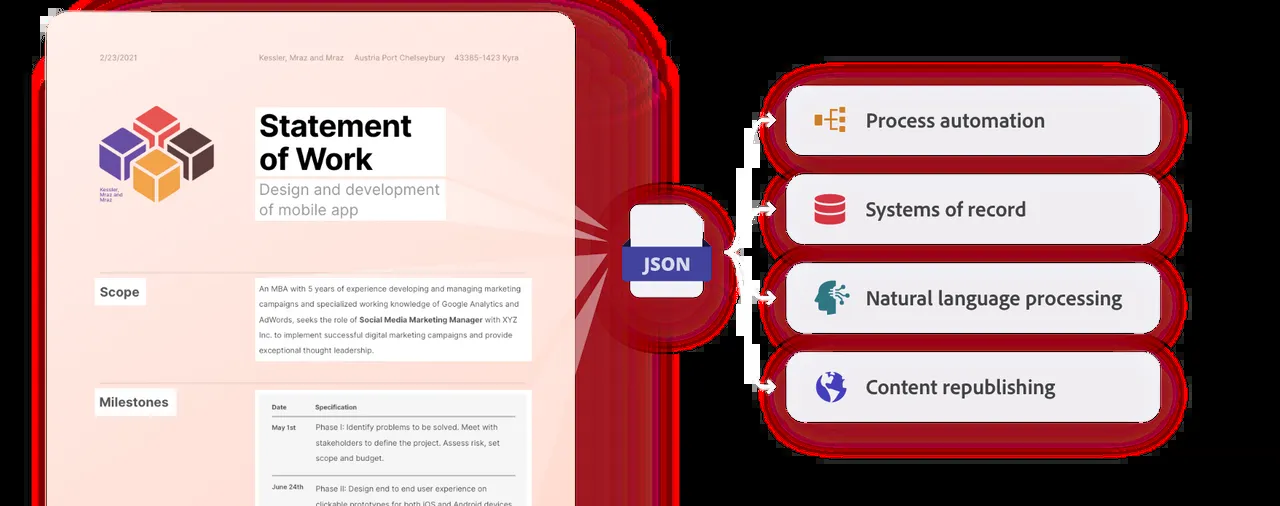 2/23/2021
Kessler, Mraz and Mraz Austria Port Chelseybury 43385-1423 Kyra
Kessler,
Mraz and
Mraz
Statement
of Work
Design and development
of mobile app
Scope
An MBA with 5 years of experience developing and managing marketing
campaigns and specialized working knowledge of Google Analytics and
AdWords, seeks the role of Social Media Marketing Manager with XYZ
Inc. to implement successful digital marketing campaigns and provide
exceptional thought leadership.
Milestones
Date Specification
May 1st Phase I: Identify problems to be solved. Meet with
stakeholders to define the project. Assess risk, set
scope and budget.
June 24th Phase II: Design end to end user experience on
clickable prototypes for both iOS and Android devices
JSON
Process automation
Systems of record
Natural language processing
Content republishing